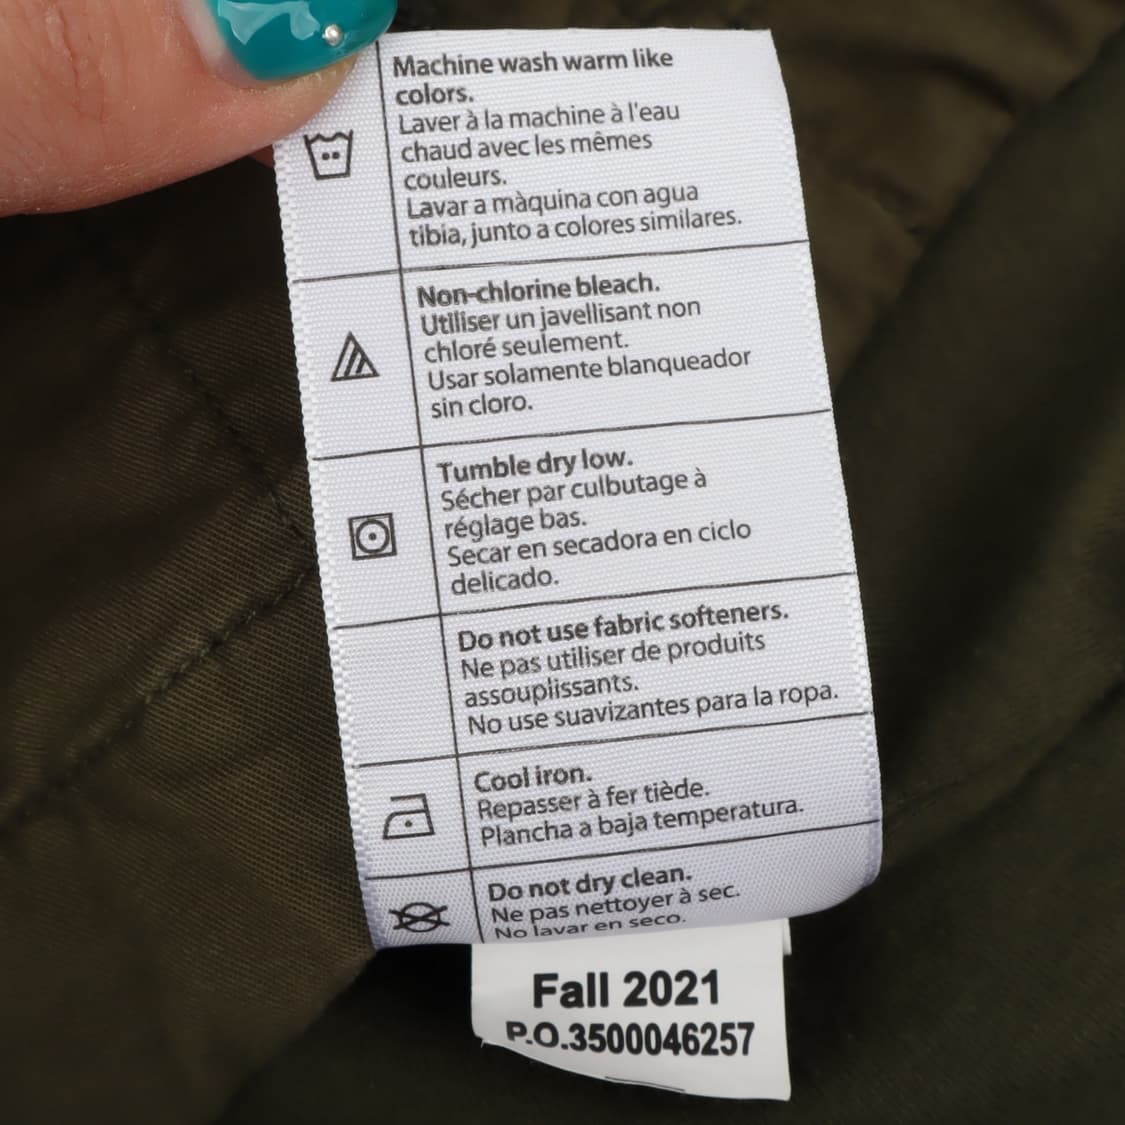 Machine wash warm like
colors.
Laver à la machine à l'eau
chaud avec les mêmes
couleurs.
Lavar a màquina con agua
tibia, junto a colores similares.
Non-chlorine bleach.
Utiliser un javellisant non
chloré seulement.
Usar solamente blanqueador
sin cloro.
Tumble dry low.
Sécher par culbutage à
réglage bas.
Secar en secadora en ciclo
delicado.
Do not use fabric softeners.
Ne pas utiliser de produits
assouplissants.
No use suavizantes para la ropa.
Cool iron.
Repasser à fer tiède.
Plancha a baja temperatura.
Do not dry clean.
Ne pas nettoyer à sec.
No lavar en seco.
Fall 2021
P.O.3500046257